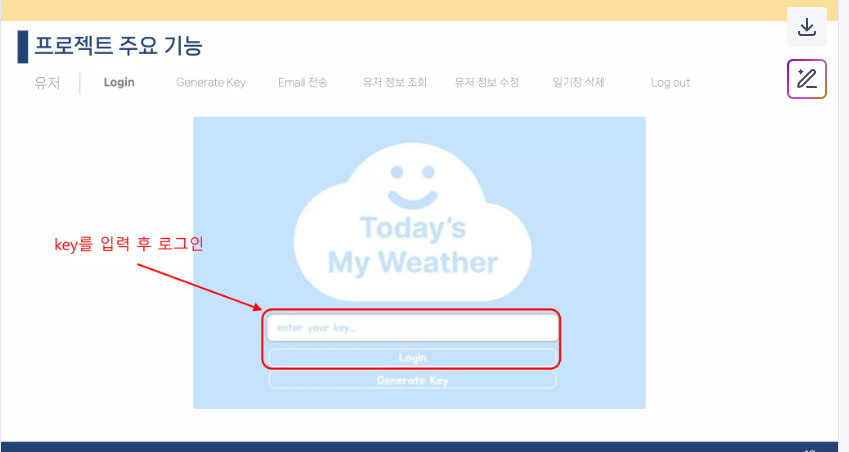 프로젝트 주요 기능
유저 Login Generate Key Email 전송 유저 정보 조회 유저 정보 수정 일기장 삭제 Log out
Today's
My Weather
key를 입력 후 로그인
enter your key..
Login
Generate Key